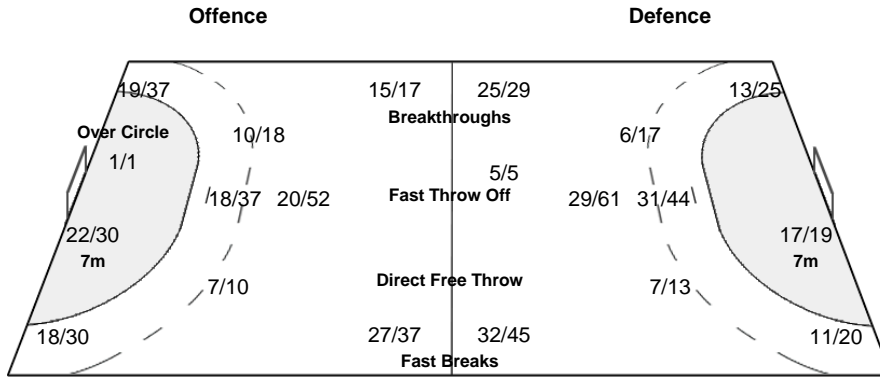 Offence Defence
19/37 15/17 25/29 13/25
Breakthroughs
Over Circle 10/18 6/17
1/1 5/5
18/37 20/52 Fast Throw Off 29/61 31/44
22/30 17/19
7m 7m
Direct Free Throw
7/10 7/13
18/30 27/37 32/45 11/20
Fast Breaks